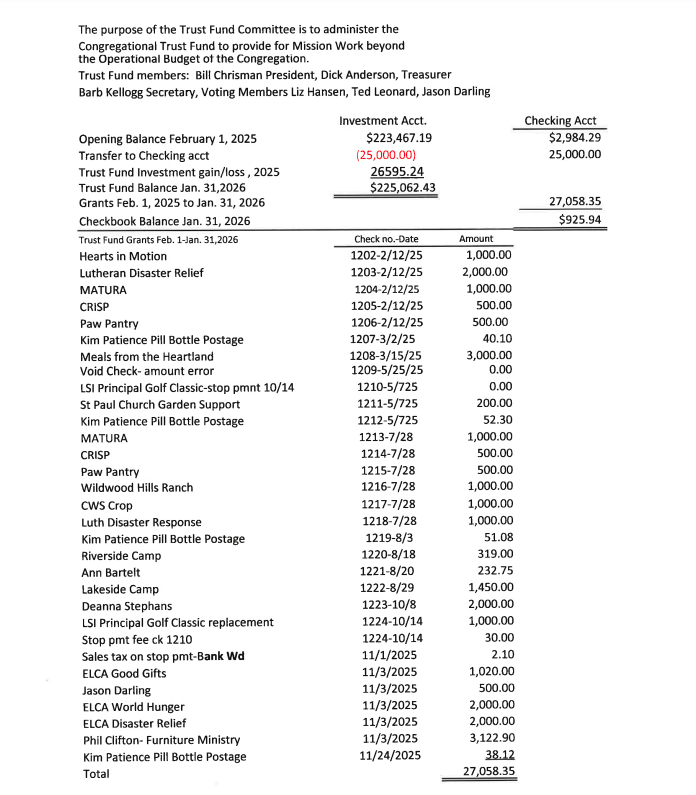 The purpose of the Trust Fund Committee is to administer the
Congregational Trust Fund to provide for Mission Work beyond
the Operational Budget of the Congregation.
Trust Fund members: Bill Chrisman President, Dick Anderson, Treasurer
Barb Kellogg Secretary, Voting Members Liz Hansen, Ted Leonard, Jason Darling
Investment Acct. Checking Acct
Opening Balance February 1, 2025 $223,467.19 $2,984.29
Transfer to Checking acct (25,000.00) 25,000.00
Trust Fund Investment gain/loss , 2025 26595.24
Trust Fund Balance Jan. 31,2026 $225,062.43
Grants Feb. 1, 2025 to Jan. 31, 2026 27,058.35
Checkbook Balance Jan. 31, 2026 $925.94
Trust Fund Grants Feb. 1-Jan. 31,2026 Check no.-Date Amount
Hearts in Motion 1202-2/12/25 1,000.00
Lutheran Disaster Relief 1203-2/12/25 2,000.00
MATURA 1204-2/12/25 1,000.00
CRISP 1205-2/12/25 500.00
Paw Pantry 1206-2/12/25 500.00
Kim Patience Pill Bottle Postage 1207-3/2/25 40.10
Meals from the Heartland 1208-3/15/25 3,000.00
Void Check- amount error 1209-5/25/25 0.00
LSI Principal Golf Classic-stop pmnt 10/14 1210-5/725 0.00
St Paul Church Garden Support 1211-5/725 200.00
Kim Patience Pill Bottle Postage 1212-5/725 52.30
MATURA 1213-7/28 1,000.00
CRISP 1214-7/28 500.00
Paw Pantry 1215-7/28 500.00
Wildwood Hills Ranch 1216-7/28 1,000.00
CWS Crop 1217-7/28 1,000.00
Luth Disaster Response 1218-7/28 1,000.00
Kim Patience Pill Bottle Postage 1219-8/3 51.08
Riverside Camp 1220-8/18 319.00
Ann Bartelt 1221-8/20 232.75
Lakeside Camp 1222-8/29 1,450.00
Deanna Stephans 1223-10/8 2,000.00
LSI Principal Golf Classic replacement 1224-10/14 1,000.00
Stop pmt fee ck 1210 1224-10/14 30.00
Sales tax on stop pmt-Bank Wd 11/1/2025 2.10
ELCA Good Gifts 11/3/2025 1,020.00
Jason Darling 11/3/2025 500.00
ELCA World Hunger 11/3/2025 2,000.00
ELCA Disaster Relief 11/3/2025 2,000.00
Phil Clifton- Furniture Ministry 11/3/2025 3,122.90
Kim Patience Pill Bottle Postage 11/24/2025 38.12
Total 27,058.35